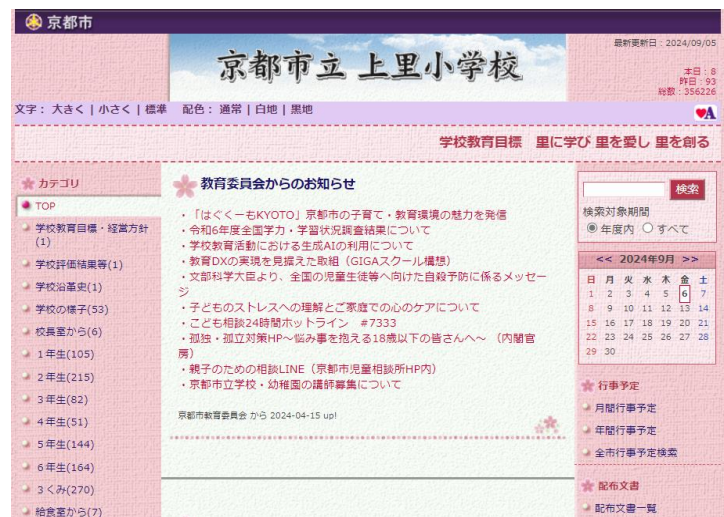 京都市
京都市立 上里小学校
最新更新日：2024/09/05
本日：8
昨日：93
総数：356226
文字： 大きく | 小さく | 標準　配色： 通常 | 白地 | 黒地
A
学校教育目標　里に学び 里を愛し 里を創る
カテゴリ
TOP
学校教育目標・経営方針
(1)
学校評価結果等(1)
学校沿革史(1)
学校の様子(53)
校長室から(6)
1年生(105)
2年生(215)
3年生(82)
4年生(51)
5年生(144)
6年生(164)
3くみ(270)
給食室から(7)
教育委員会からのお知らせ
・「はぐくーもKYOTO」京都市の子育て・教育環境の魅力を発信
・令和6年度全国学力・学習状況調査結果について
・学校教育活動における生成AIの利用について
・教育DXの実現を見据えた取組（GIGAスクール構想）
・文部科学大臣より、全国の児童生徒等へ向けた自殺予防に係るメッセー
ジ
・子どものストレスへの理解とご家庭での心のケアについて
・こども相談24時間ホットライン　#7333
・孤独・孤立対策HP～悩み事を抱える18歳以下の皆さんへ～（内閣官
房）
・親子のための相談LINE（京都市児童相談所HP内）
・京都市立学校・幼稚園の講師募集について
京都市教育委員会 から 2024-04-15 up!
検索
検索対象期間
年度内 すべて
<< 2024年9月 >>
日 月 火 水 木 金 土
1 2 3 4 5 6 7
8 9 10 11 12 13 14
15 16 17 18 19 20 21
22 23 24 25 26 27 28
29 30
行事予定
月間行事予定
年間行事予定
全市行事予定検索
配布文書
配布文書一覧